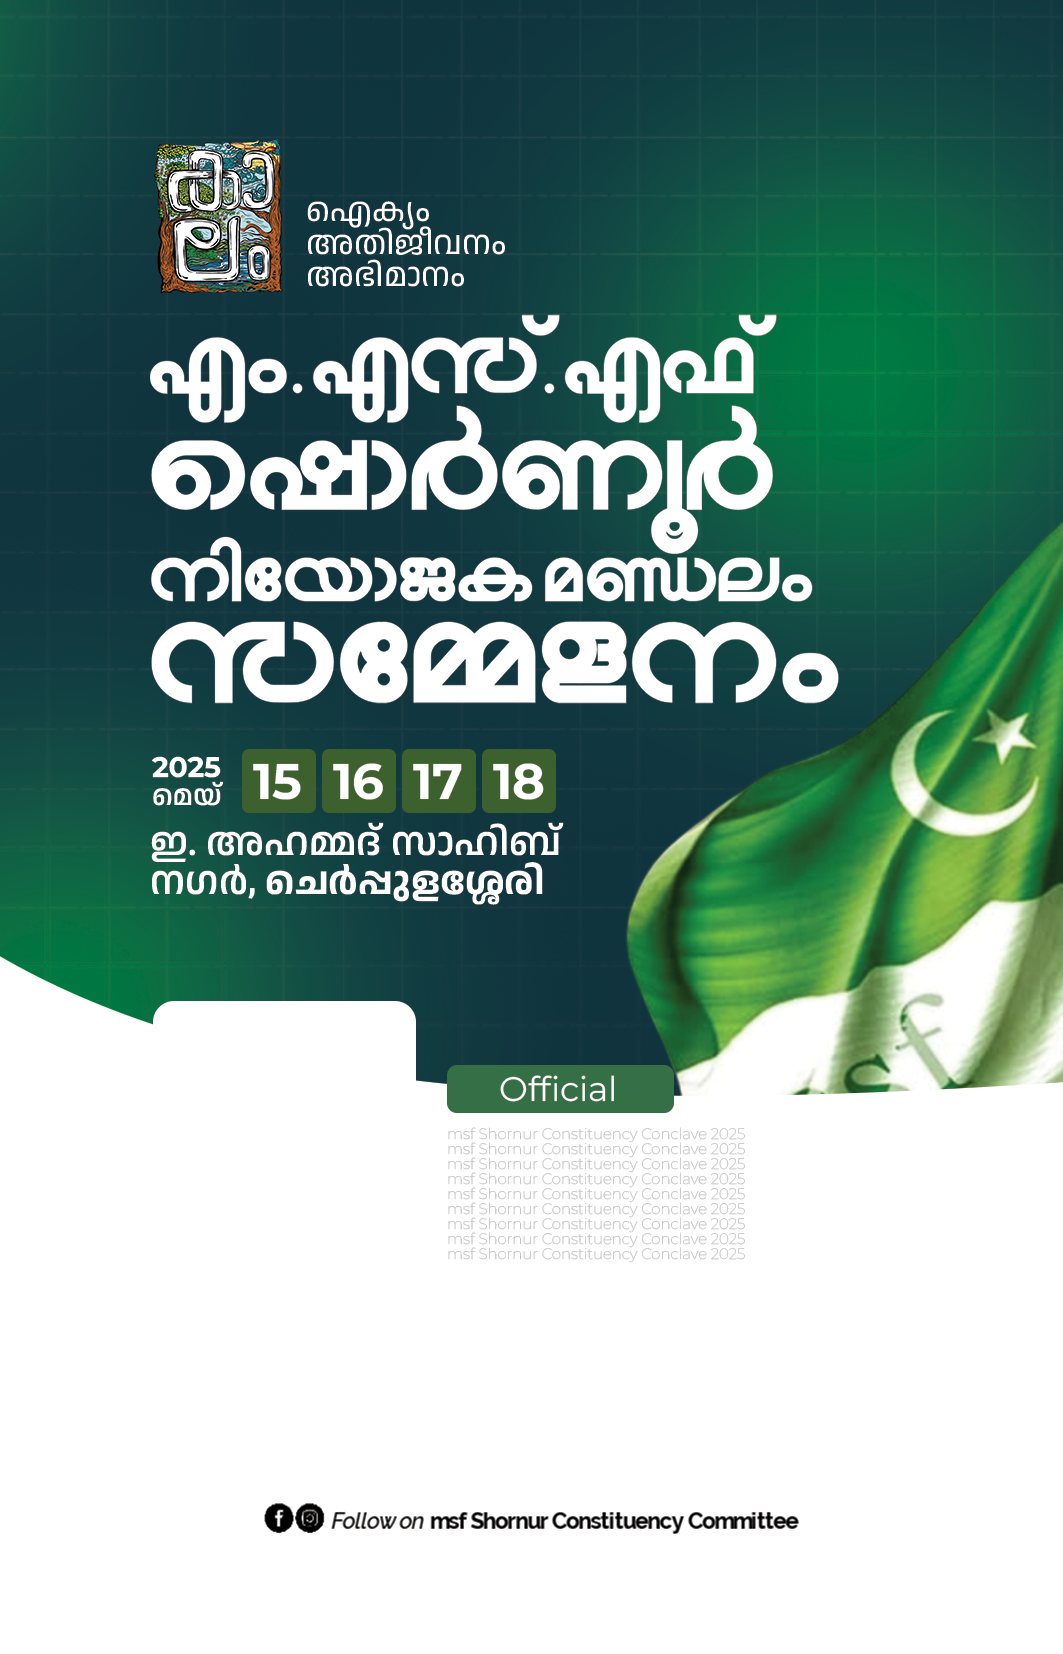 കാ
ലം
ഐക്യം
അതിജീവനം
അഭിമാനം
എം.എസ്.എഫ്
ഷൊർണൂർ
നിയോജക മണ്ഡലം
സമ്മേളനം
2025
മെയ്
15 16 17 18
ഇ. അഹമ്മദ് സാഹിബ്
നഗർ, ചെർപ്പുളശ്ശേരി
sf
Official
msf Shornur Constituency Conclave 2025
msf Shornur Constituency Conclave 2025
msf Shornur Constituency Conclave 2025
msf Shornur Constituency Conclave 2025
msf Shornur Constituency Conclave 2025
msf Shornur Constituency Conclave 2025
msf Shornur Constituency Conclave 2025
msf Shornur Constituency Conclave 2025
msf Shornur Constituency Conclave 2025
Follow on msf Shornur Constituency Committee